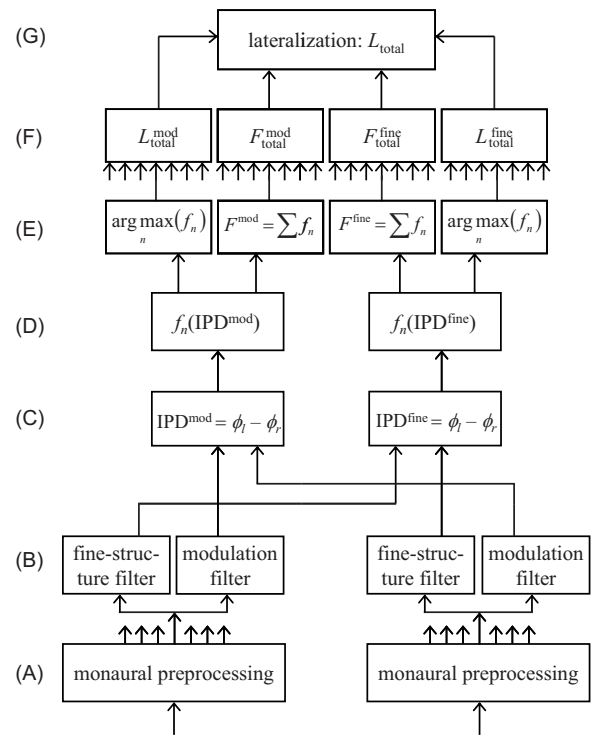 (G)
lateralization: L_total
(F)
L_total^mod
F_total^mod
F_total^fine
L_total^fine
(E)
arg max_n (f_n)
F^mod = ∑ f_n
F^fine = ∑ f_n
arg max_n (f_n)
(D)
f_n(IPD^mod)
f_n(IPD^fine)
(C)
IPD^mod = ϕ_l − ϕ_r
IPD^fine = ϕ_l − ϕ_r
(B)
fine-struc-
ture filter
modulation
filter
fine-struc-
ture filter
modulation
filter
(A)
monaural preprocessing
monaural preprocessing